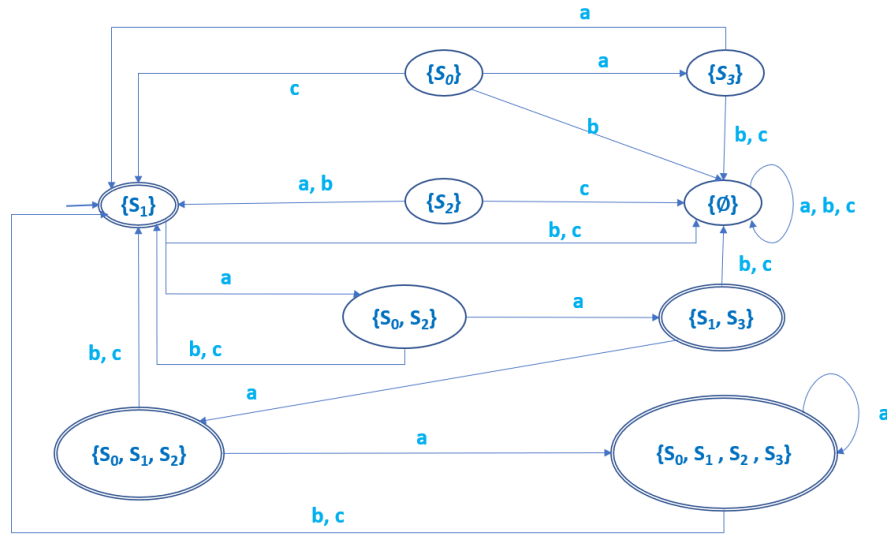 a
{S₀}
a
{S₃}
c
b
b, c
{S₁}
a, b
{S₂}
c
{Ø}
a, b, c
b, c
a
b, c
{S₀, S₂}
a
{S₁, S₃}
b, c
b, c
a
a
{S₀, S₁, S₂}
a
{S₀, S₁ , S₂ , S₃}
b, c